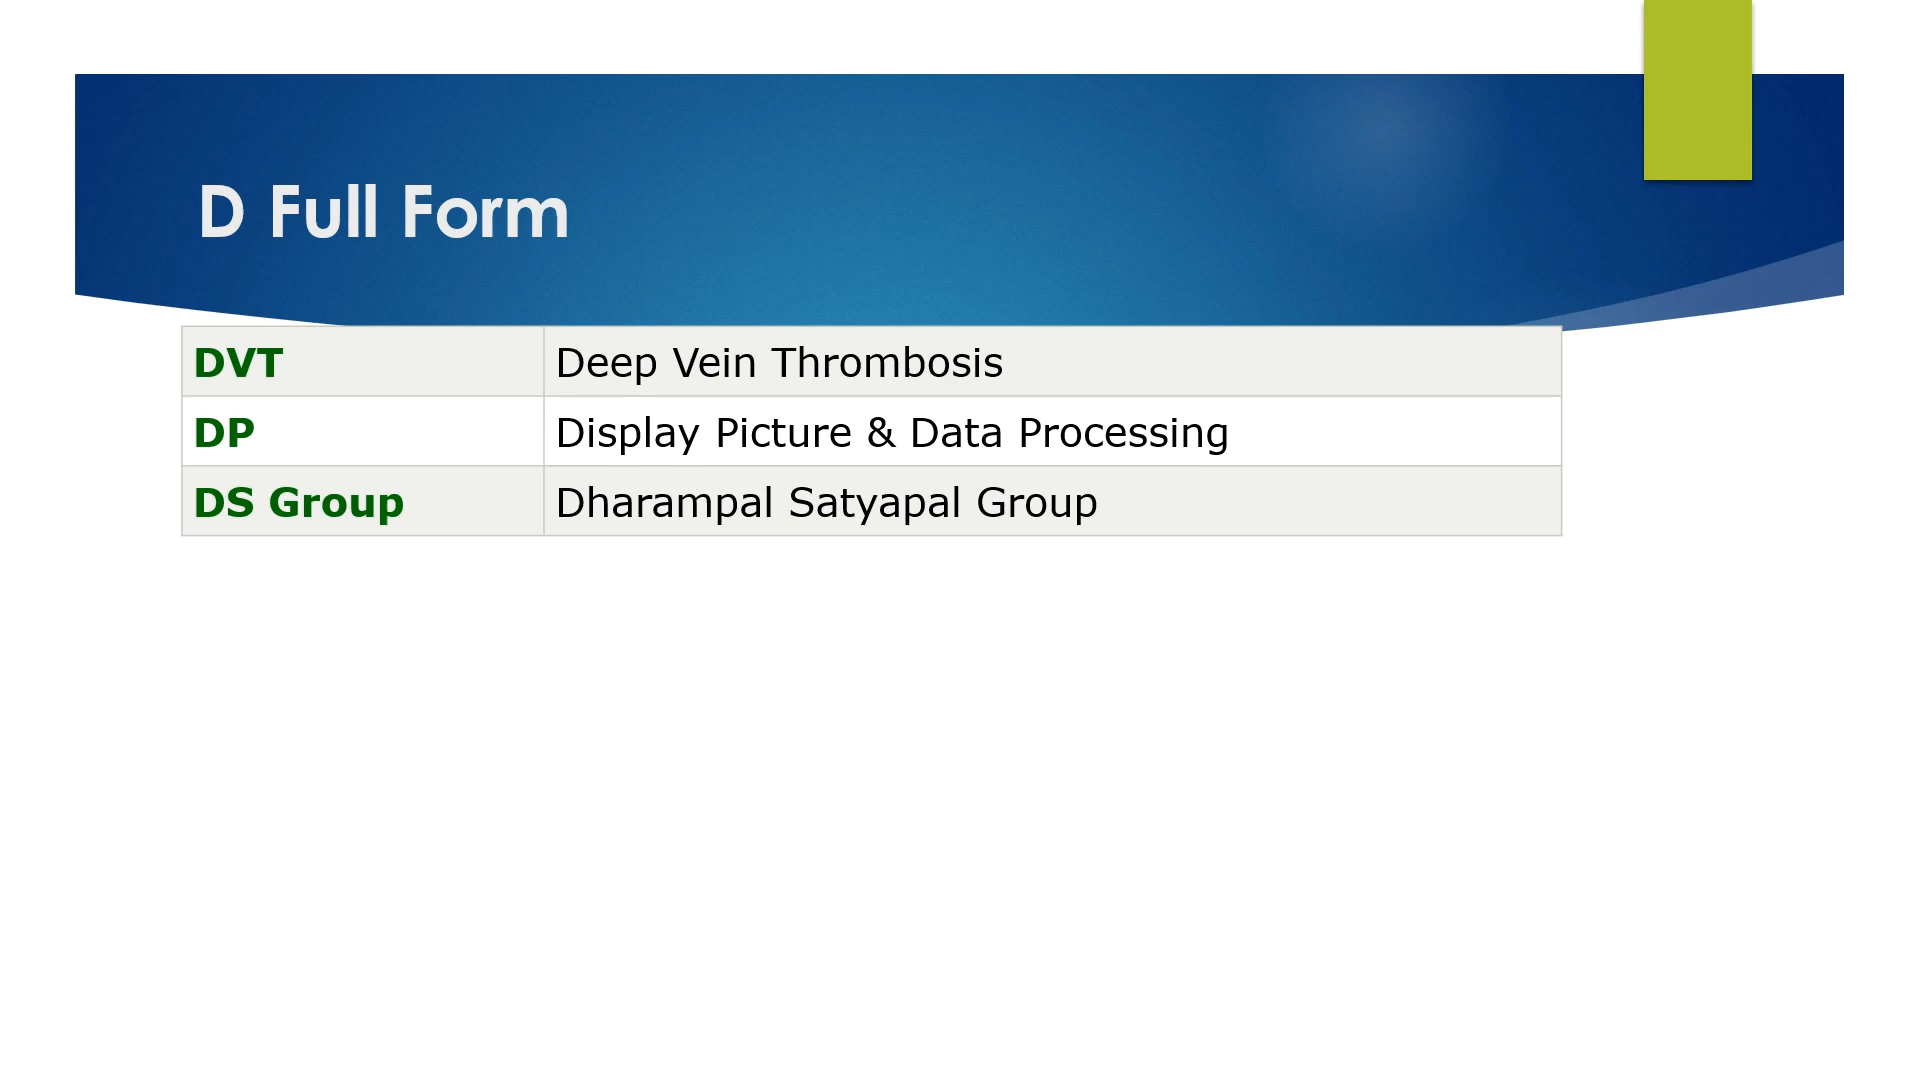 D Full Form
DVT Deep Vein Thrombosis
DP Display Picture & Data Processing
DS Group Dharampal Satyapal Group